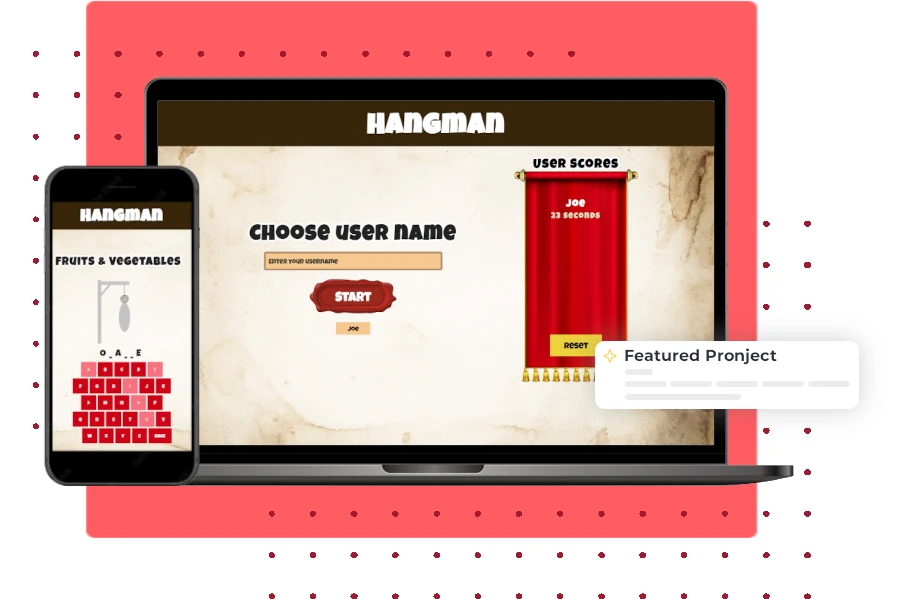 HANGMAN
USER SCORES
JOE
23 SECONDS
CHOOSE USER NAME
ENTER YOUR USERNAME
START
JOE
RESET
Featured Pronject
HANGMAN
FRUITS & VEGETABLES
O _ A _ _ E